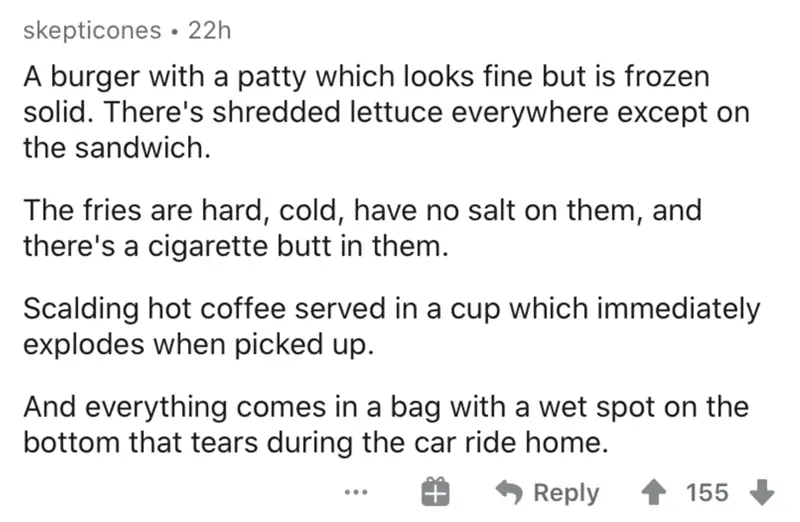 skepticones • 22h
A burger with a patty which looks fine but is frozen
solid. There's shredded lettuce everywhere except on
the sandwich.
The fries are hard, cold, have no salt on them, and
there's a cigarette butt in them.
Scalding hot coffee served in a cup which immediately
explodes when picked up.
And everything comes in a bag with a wet spot on the
bottom that tears during the car ride home.
... Reply 155